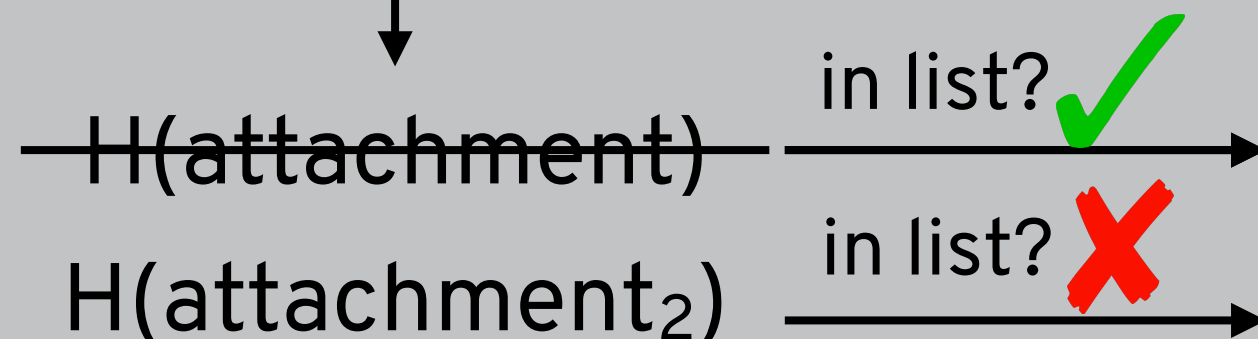 in list?
H(attachment)
in list?
H(attachment₂)